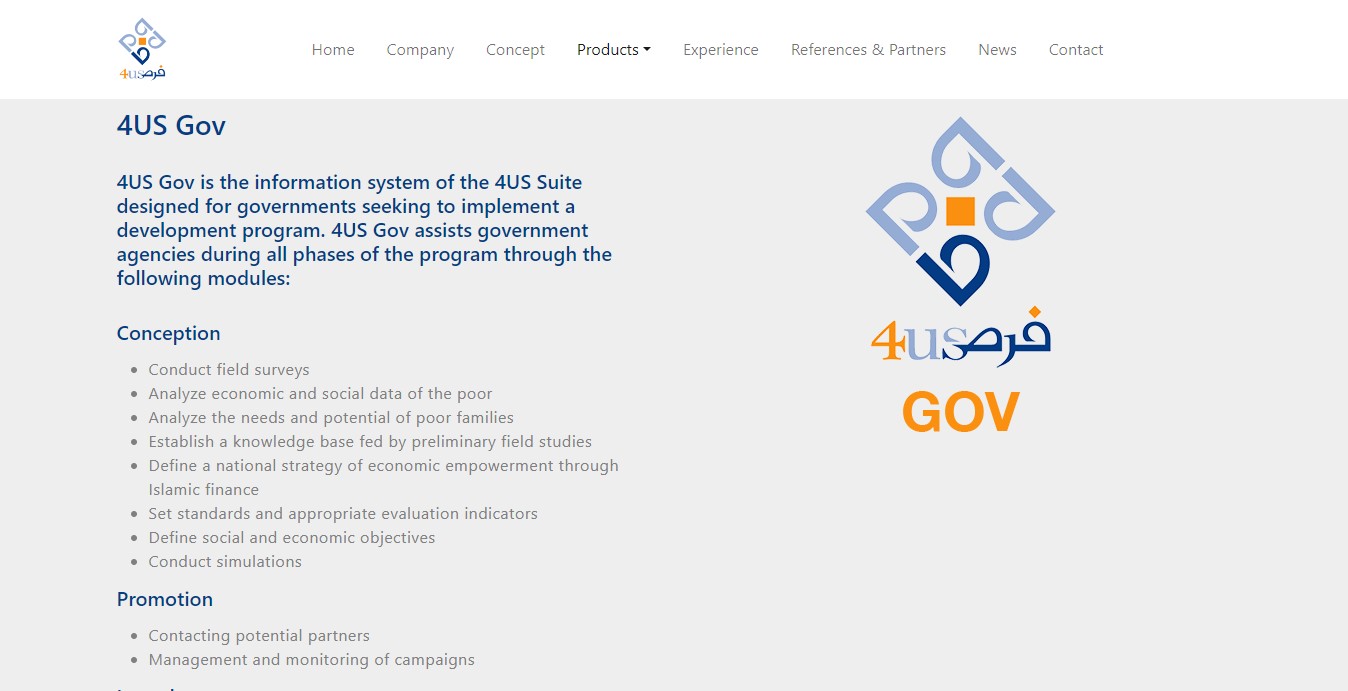 4usفرص
Home Company Concept Products Experience References & Partners News Contact
4US Gov
4US Gov is the information system of the 4US Suite
designed for governments seeking to implement a
development program. 4US Gov assists government
agencies during all phases of the program through the
following modules:
Conception
Conduct field surveys
Analyze economic and social data of the poor
Analyze the needs and potential of poor families
Establish a knowledge base fed by preliminary field studies
Define a national strategy of economic empowerment through
Islamic finance
Set standards and appropriate evaluation indicators
Define social and economic objectives
Conduct simulations
Promotion
Contacting potential partners
Management and monitoring of campaigns
4usفرص
GOV